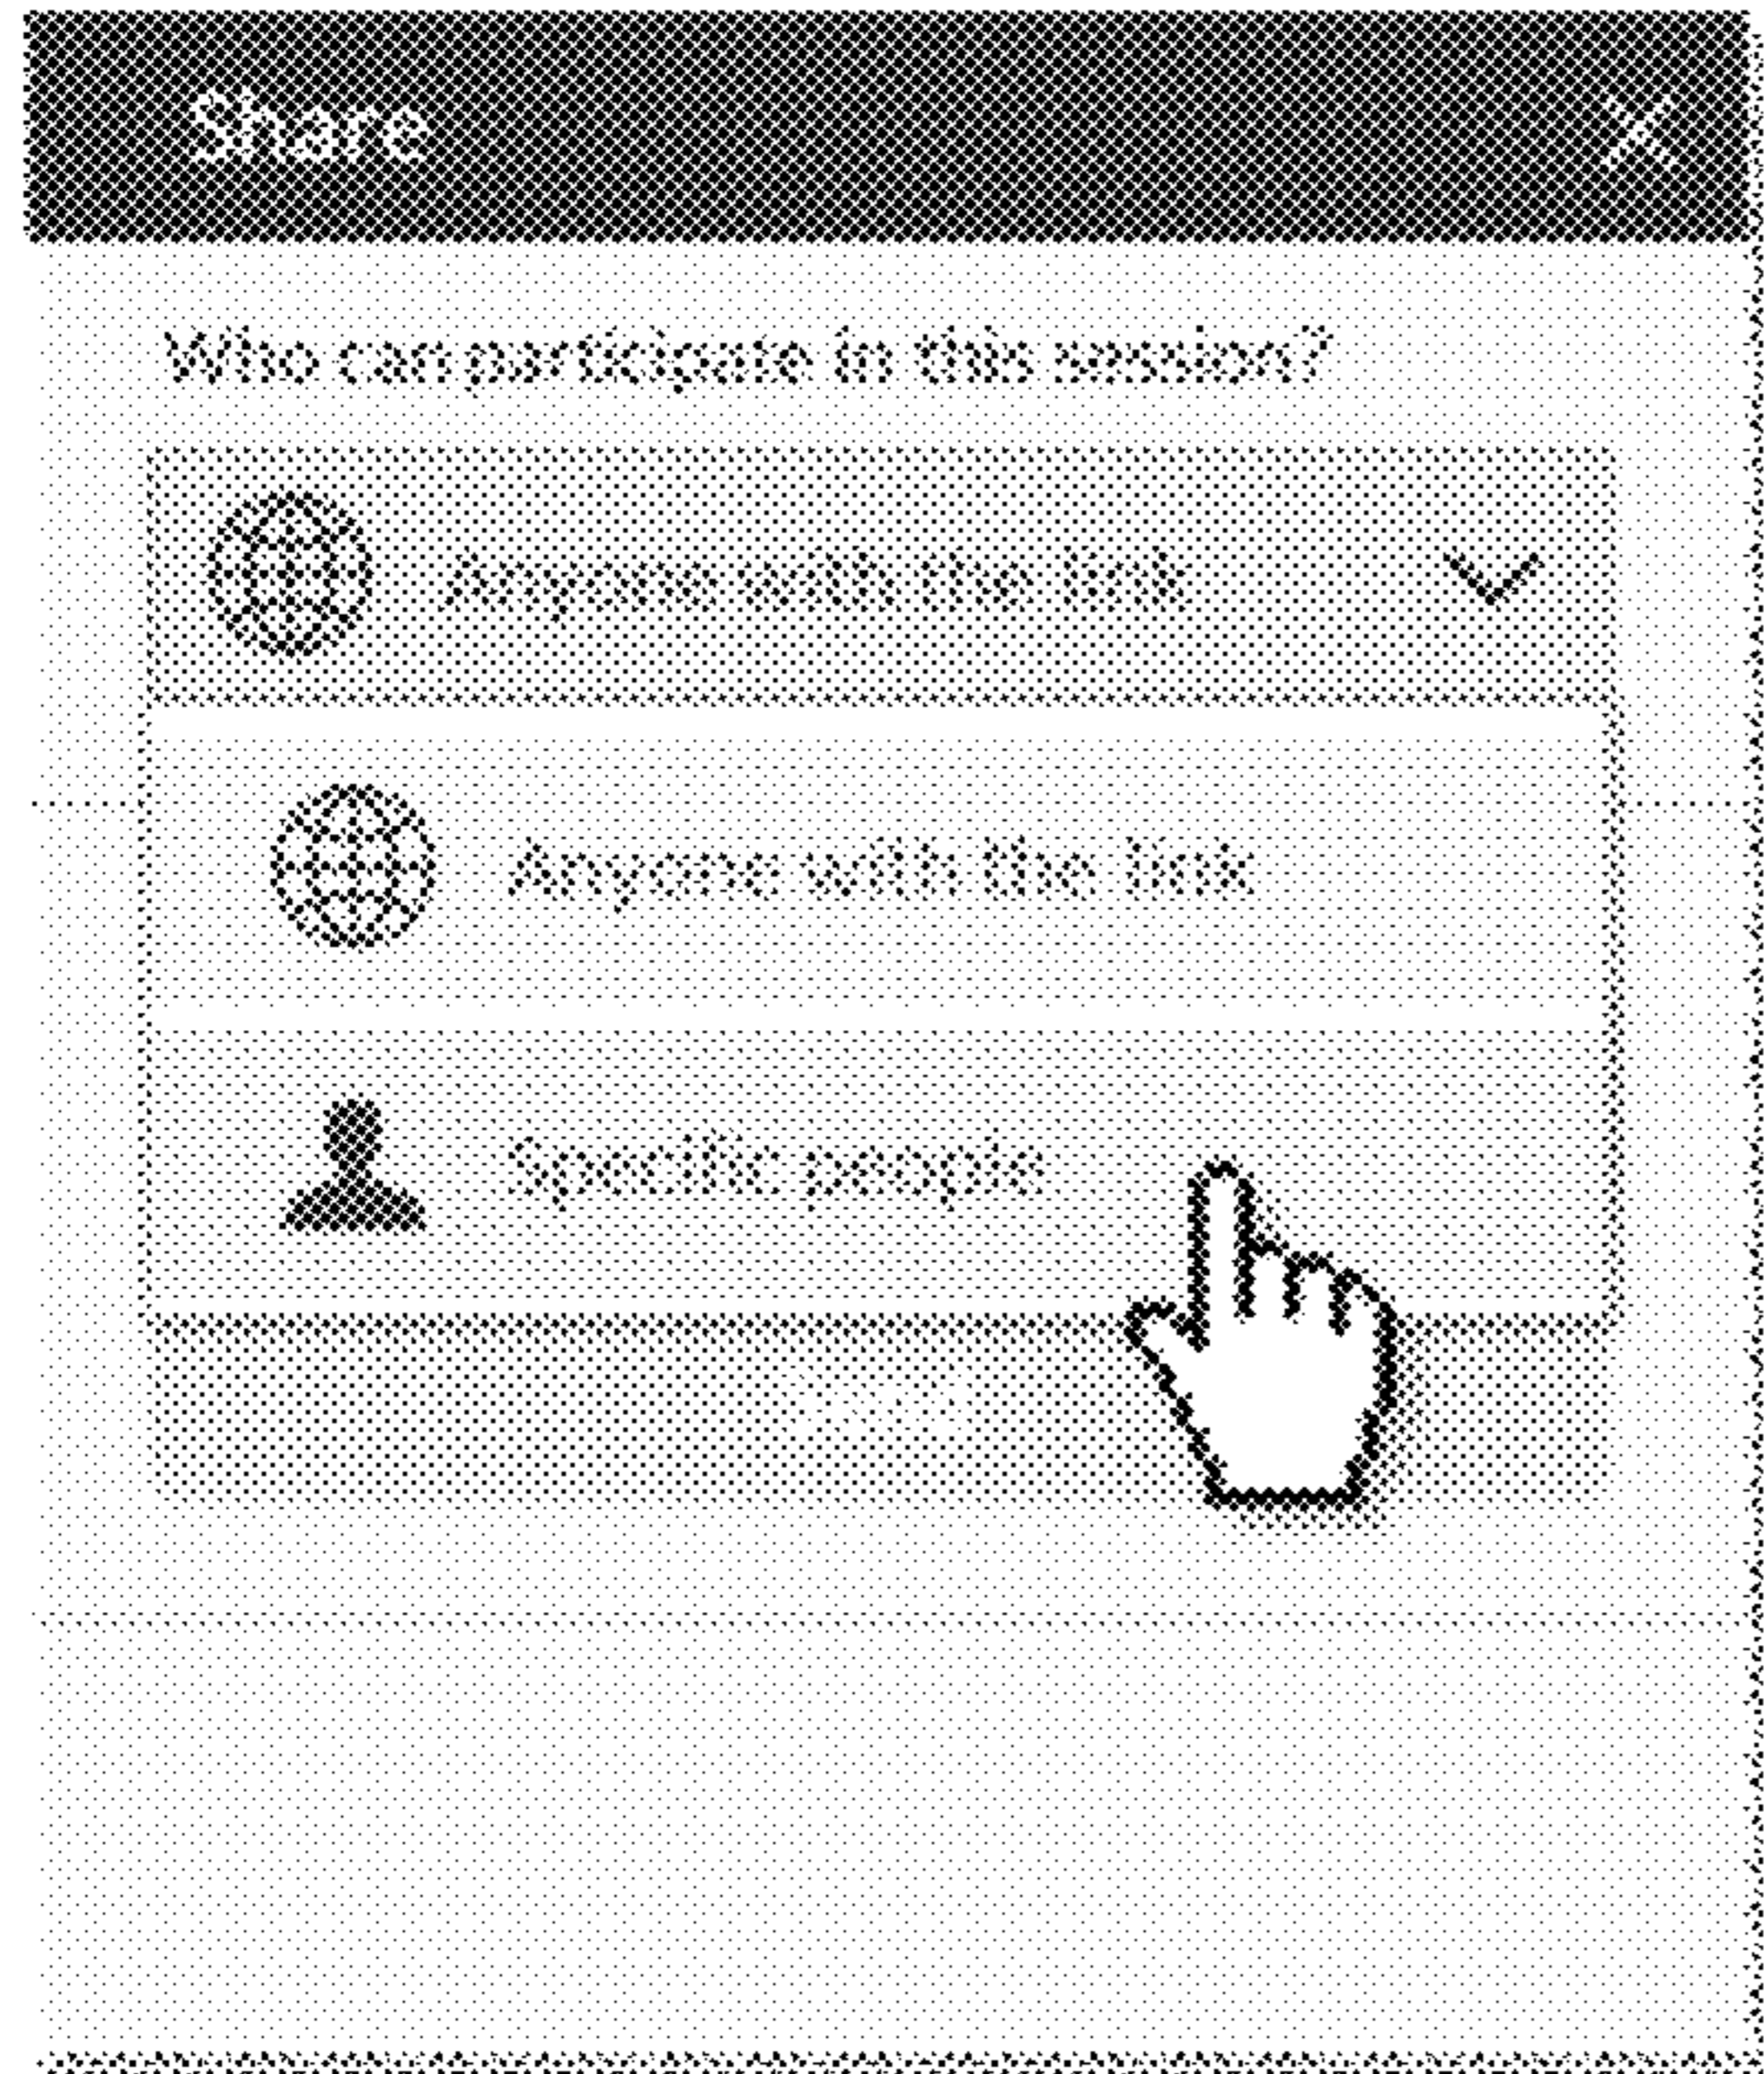 Share
Who can participate in this session?
Anyone with the link
Anyone with the link
Specific people